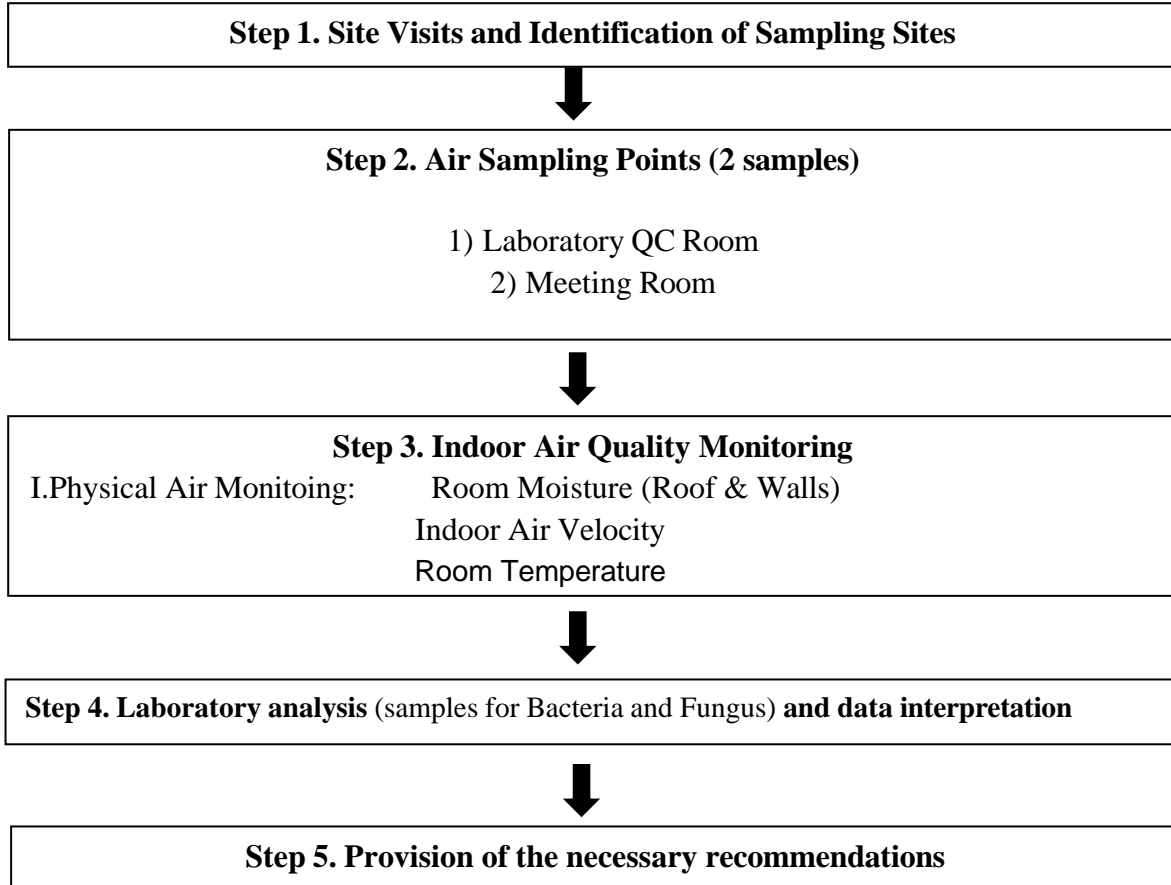 Step 1. Site Visits and Identification of Sampling Sites
Step 2. Air Sampling Points (2 samples)
1) Laboratory QC Room
2) Meeting Room
Step 3. Indoor Air Quality Monitoring
I.Physical Air Monitoing: Room Moisture (Roof & Walls)
Indoor Air Velocity
Room Temperature
Step 4. Laboratory analysis (samples for Bacteria and Fungus) and data interpretation
Step 5. Provision of the necessary recommendations